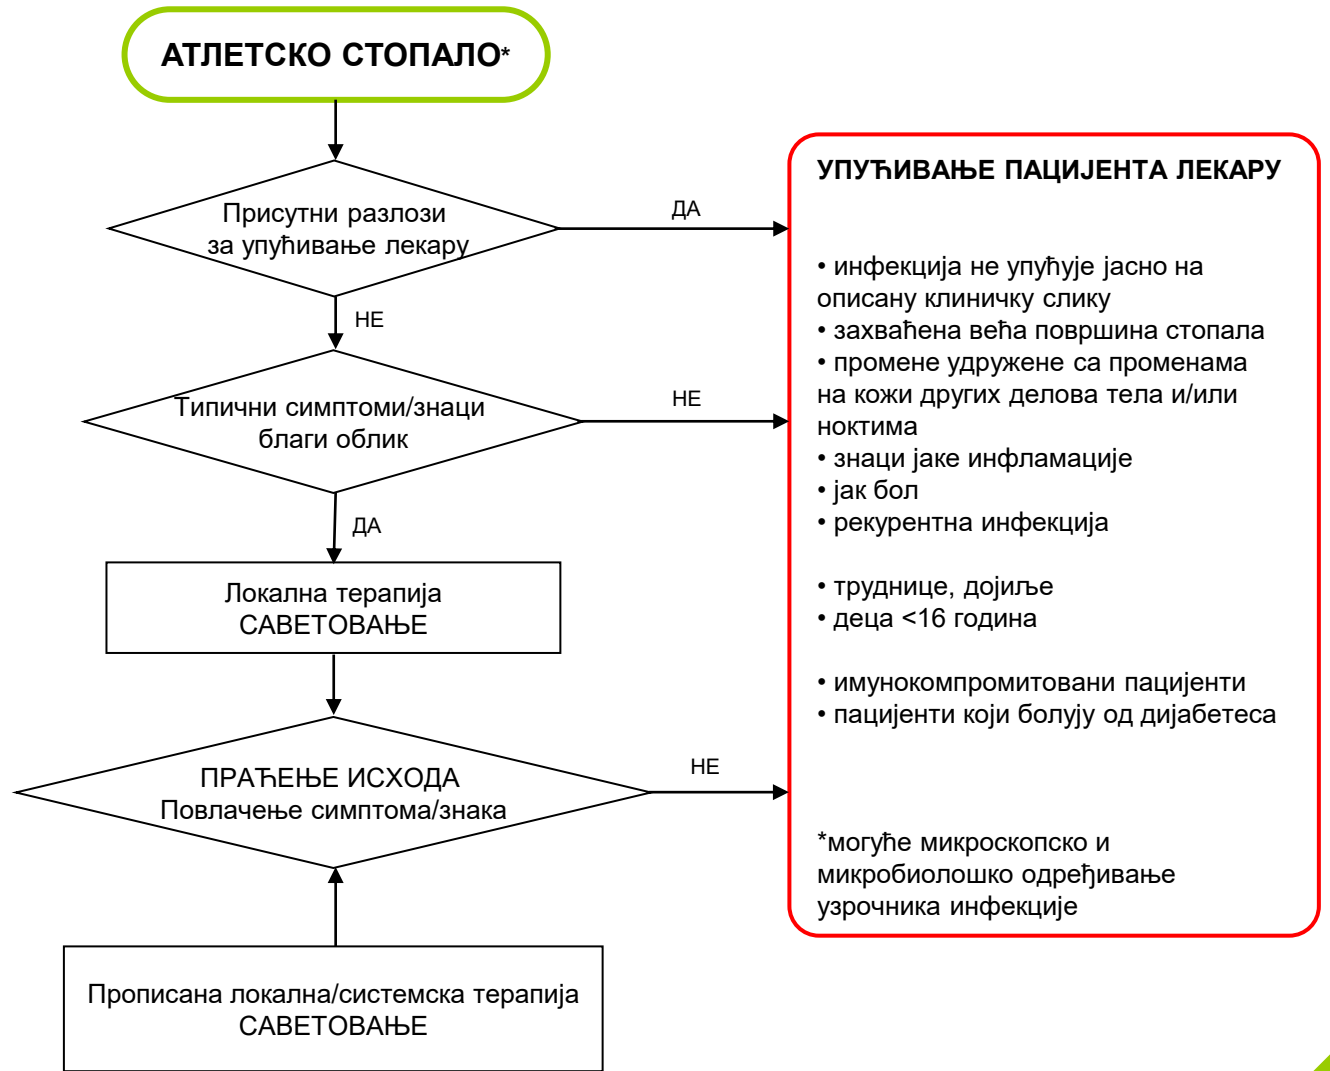 АТЛЕТСКО СТОПАЛО*
Присутни разлози
за упућивање лекару
ДА
НЕ
Типични симптоми/знаци
благи облик
НЕ
ДА
Локална терапија
САВЕТОВАЊЕ
ПРАЋЕЊЕ ИСХОДА
Повлачење симптома/знака
НЕ
Прописана локална/системска терапија
САВЕТОВАЊЕ
УПУЋИВАЊЕ ПАЦИЈЕНТА ЛЕКАРУ
• инфекција не упућује јасно на
описану клиничку слику
• захваћена већа површина стопала
• промене удружене са променама
на кожи других делова тела и/или
ноктима
• знаци јаке инфламације
• јак бол
• рекурентна инфекција
• труднице, дојиље
• деца <16 година
• имунокомпромитовани пацијенти
• пацијенти који болују од дијабетеса
*могуће микроскопско и
микробиолошко одређивање
узрочника инфекције